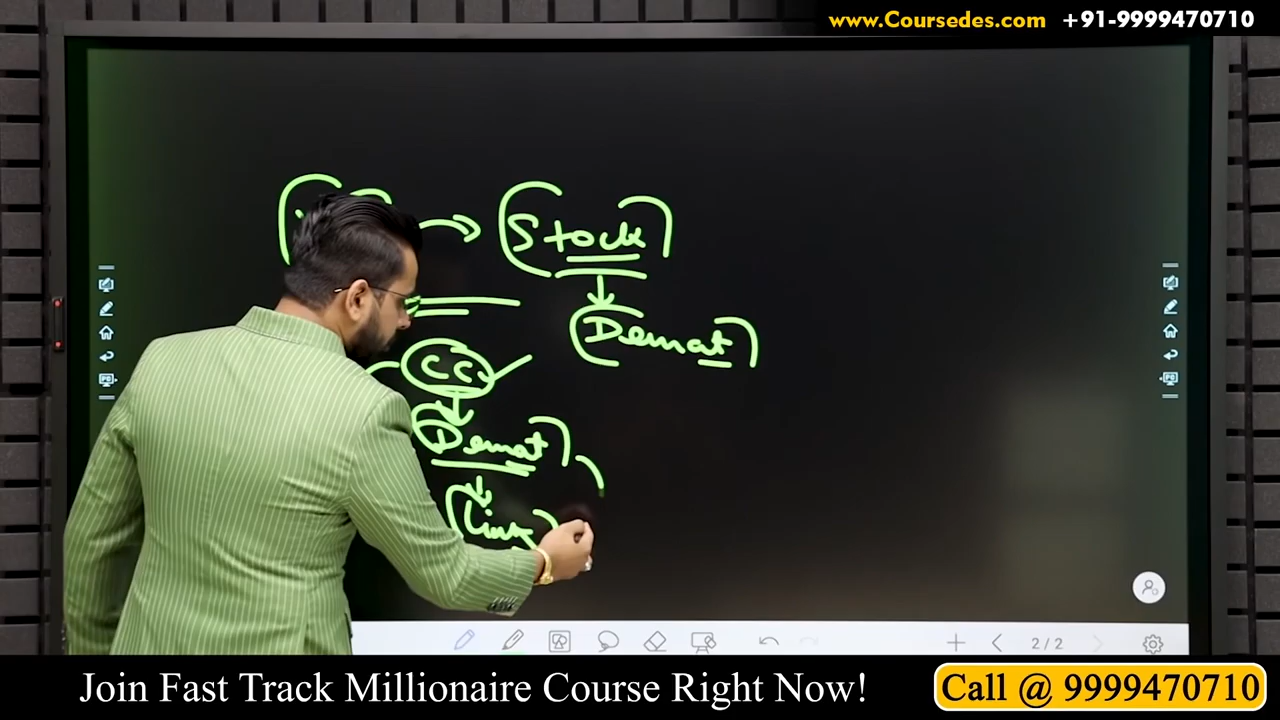 www.Coursedes.com +91-9999470710
Stock
Demat
CC
Demat
Link
2/2
Join Fast Track Millionaire Course Right Now!
Call @ 9999470710